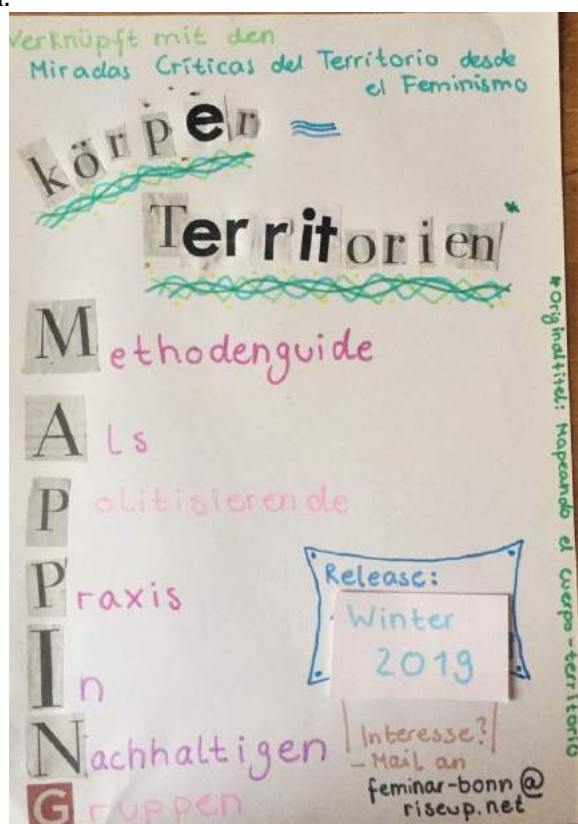 Verknüpft mit den
Miradas Críticas del Territorio desde
el Feminismo
körper =
Territorien*
Methodenguide
Als
Politisierende
Praxis
In
Nachhaltigen
Gruppen
Release:
Winter
2019
Interesse?
- Mail an
feminar-bonn@
riseup.net
*Originaltitel: Mapeando el Cuerpo-territorio